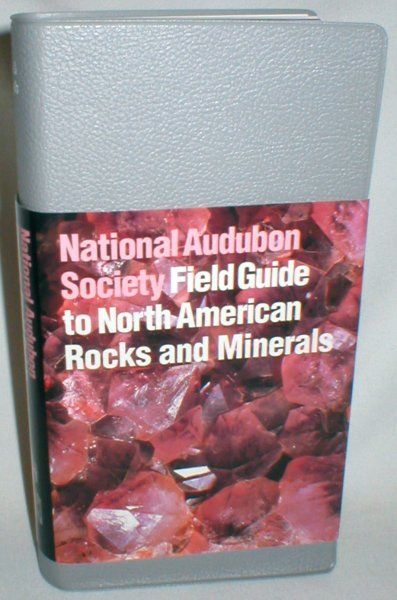 National Audubon
Society Field Guide
to North American
Rocks and Minerals
National Audubon